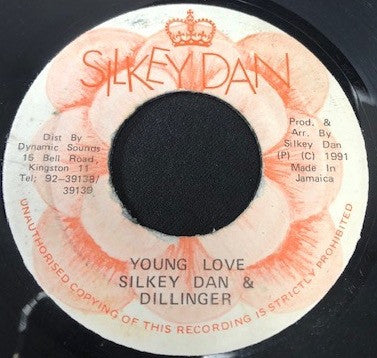 SILKEY DAN
Dist By
Dynamic Sounds
15 Bell Road,
Kingston 11
Tel; 92-39138/
39139
Prod, &
Arr. By
Silkey Dan
(P) (C) 1991
Made In
Jamaica
YOUNG LOVE
SILKEY DAN &
DILLINGER
UNAUTHORISED COPYING OF THIS RECORDING IS STRICTLY PROHIBITED